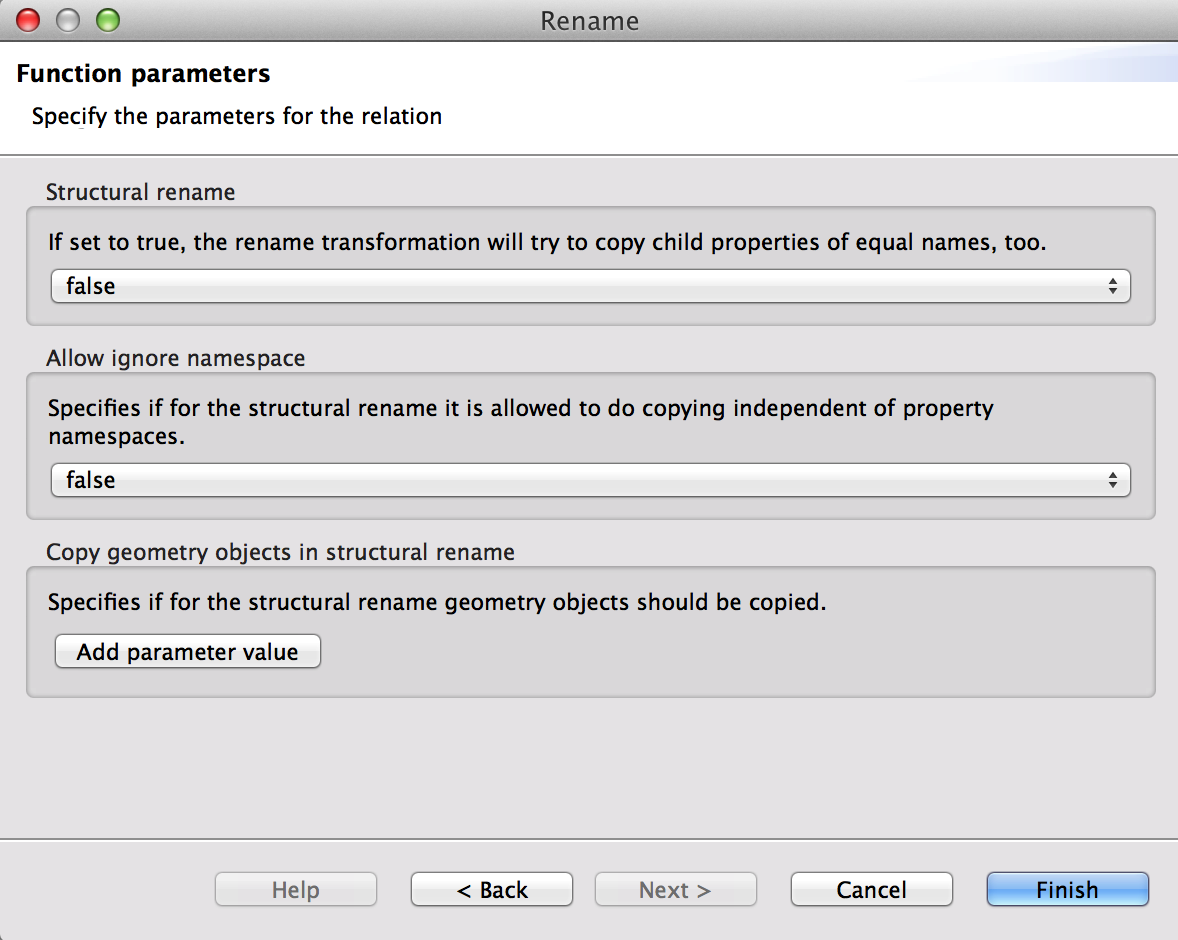 Rename
Function parameters
Specify the parameters for the relation
Structural rename
If set to true, the rename transformation will try to copy child properties of equal names, too.
false
Allow ignore namespace
Specifies if for the structural rename it is allowed to do copying independent of property
namespaces.
false
Copy geometry objects in structural rename
Specifies if for the structural rename geometry objects should be copied.
Add parameter value
Help
< Back
Next >
Cancel
Finish